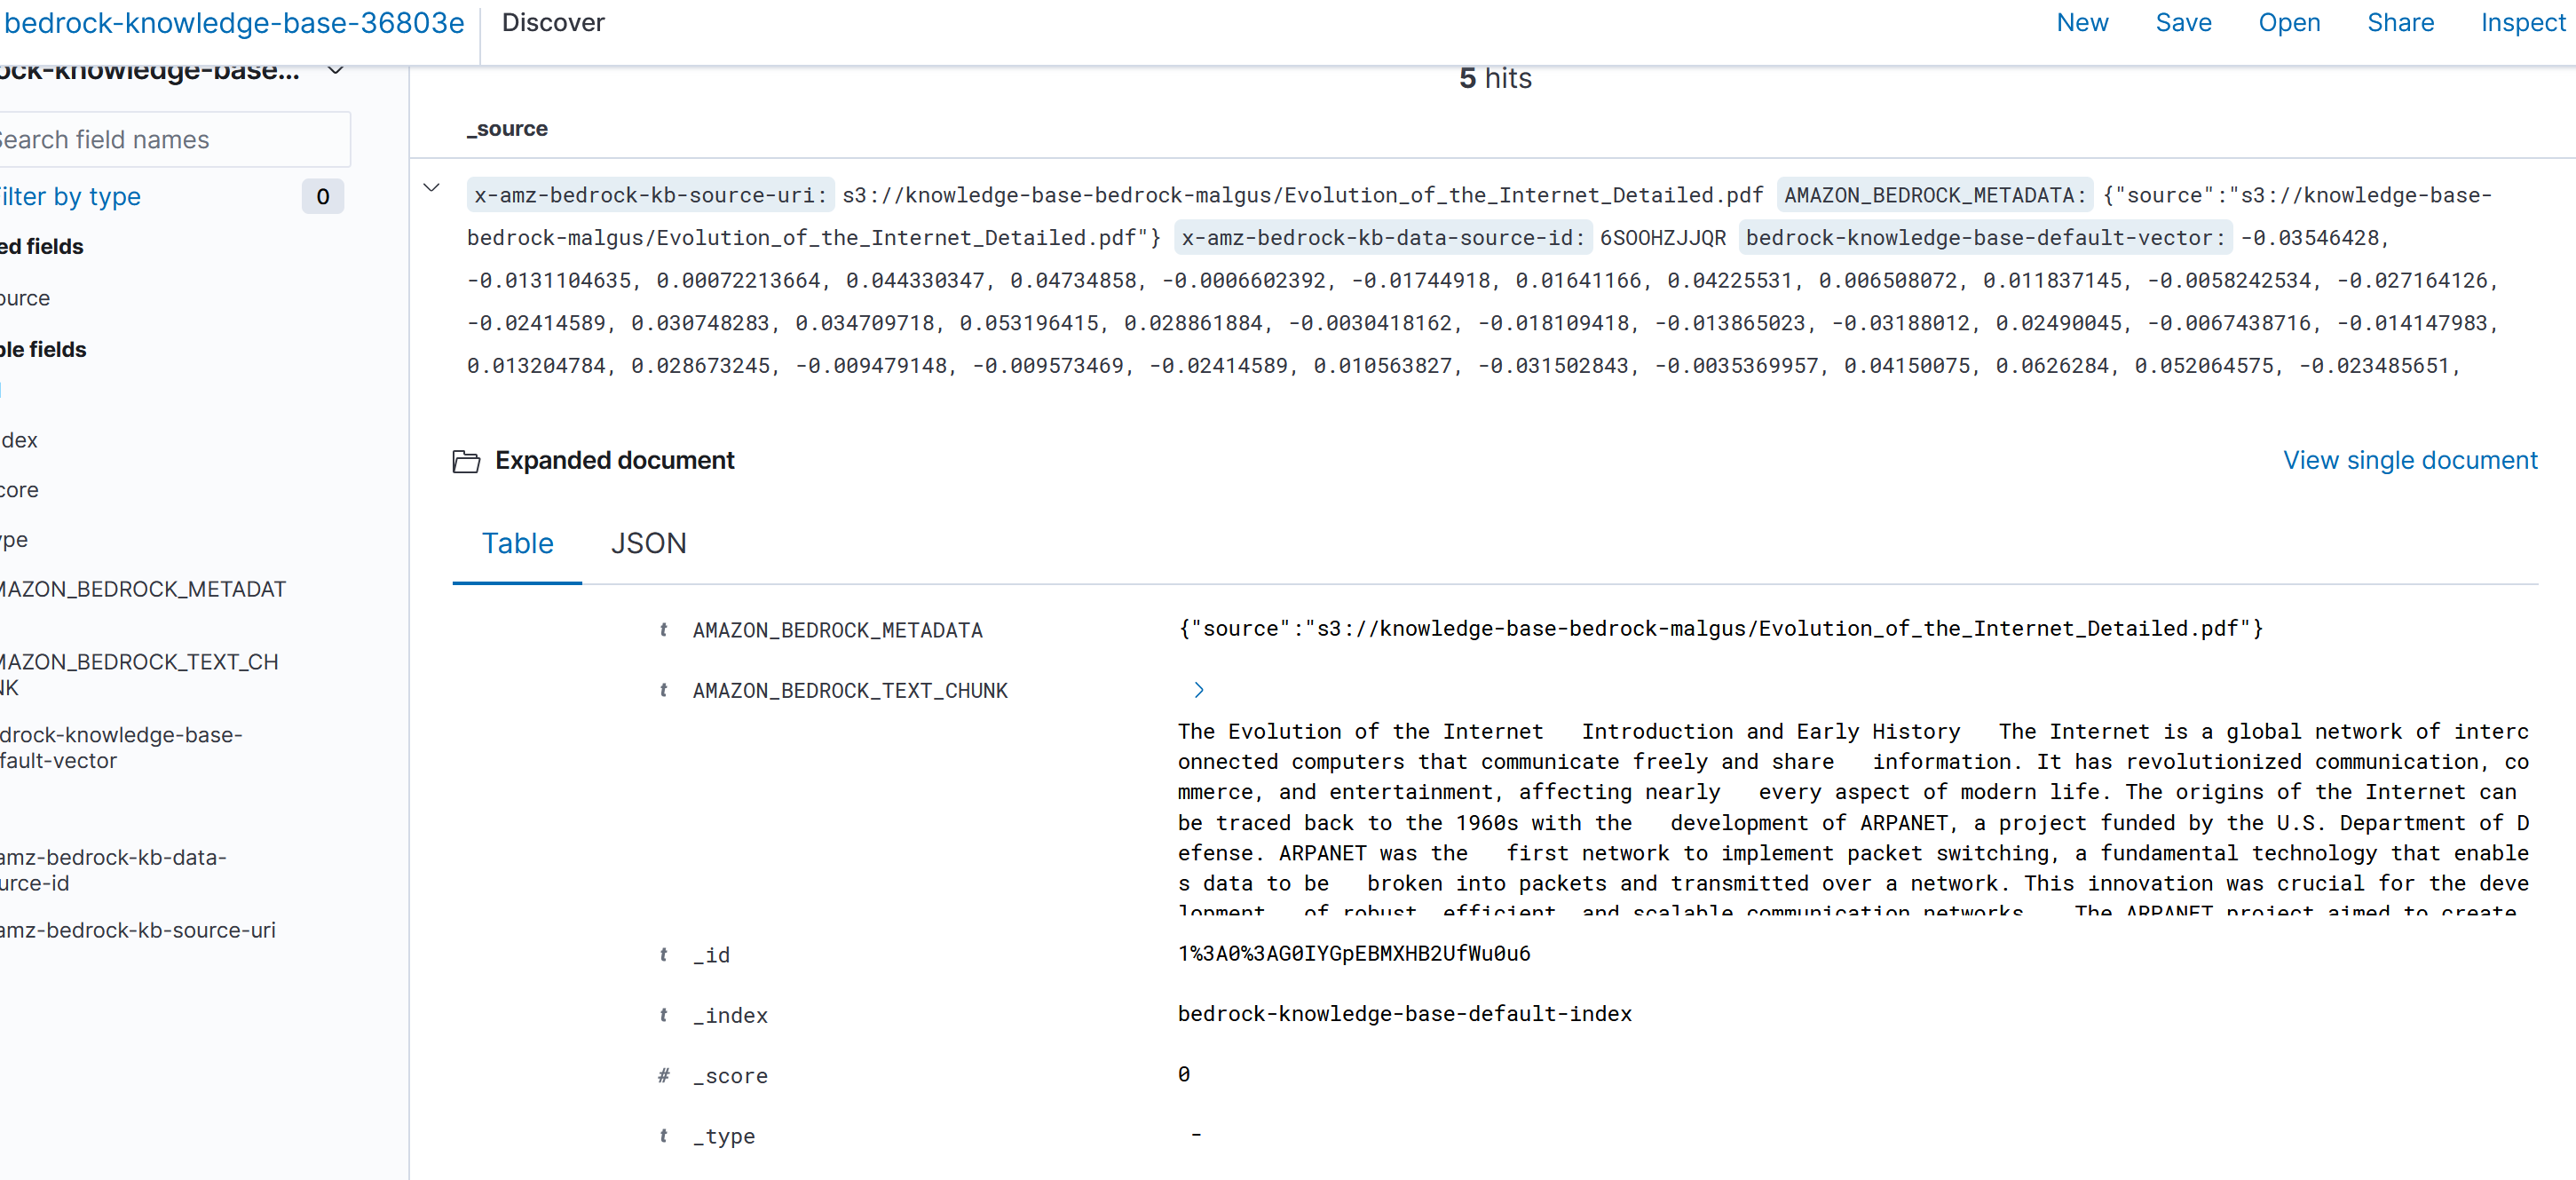 bedrock-knowledge-base-36803e Discover New Save Open Share Inspect
ock-knowledge-base...
5 hits
Search field names
_source
Filter by type 0
x-amz-bedrock-kb-source-uri: s3://knowledge-base-bedrock-malgus/Evolution_of_the_Internet_Detailed.pdf AMAZON_BEDROCK_METADATA: {"source":"s3://knowledge-base-
bedrock-malgus/Evolution_of_the_Internet_Detailed.pdf"} x-amz-bedrock-kb-data-source-id: 6SOOHZJJQR bedrock-knowledge-base-default-vector: -0.03546428,
-0.0131104635, 0.00072213664, 0.044330347, 0.04734858, -0.0006602392, -0.01744918, 0.01641166, 0.04225531, 0.006508072, 0.011837145, -0.0058242534, -0.027164126,
-0.02414589, 0.030748283, 0.034709718, 0.053196415, 0.028861884, -0.0030418162, -0.018109418, -0.013865023, -0.03188012, 0.02490045, -0.0067438716, -0.014147983,
0.013204784, 0.028673245, -0.009479148, -0.009573469, -0.02414589, 0.010563827, -0.031502843, -0.0035369957, 0.04150075, 0.0626284, 0.052064575, -0.023485651,
ed fields
ource
ble fields
dex
core
ype
MAZON_BEDROCK_METADAT
MAZON_BEDROCK_TEXT_CH
NK
drock-knowledge-base-
fault-vector
amz-bedrock-kb-data-
urce-id
amz-bedrock-kb-source-uri
Expanded document View single document
Table JSON
t AMAZON_BEDROCK_METADATA {"source":"s3://knowledge-base-bedrock-malgus/Evolution_of_the_Internet_Detailed.pdf"}
t AMAZON_BEDROCK_TEXT_CHUNK
The Evolution of the Internet Introduction and Early History The Internet is a global network of interc
onnected computers that communicate freely and share information. It has revolutionized communication, co
mmerce, and entertainment, affecting nearly every aspect of modern life. The origins of the Internet can
be traced back to the 1960s with the development of ARPANET, a project funded by the U.S. Department of D
efense. ARPANET was the first network to implement packet switching, a fundamental technology that enable
s data to be broken into packets and transmitted over a network. This innovation was crucial for the deve
lopment of robust, efficient, and scalable communication networks. The ARPANET project aimed to create
t _id 1%3A0%3AG0IYGpEBMXHB2UfWu0u6
t _index bedrock-knowledge-base-default-index
# _score 0
t _type -